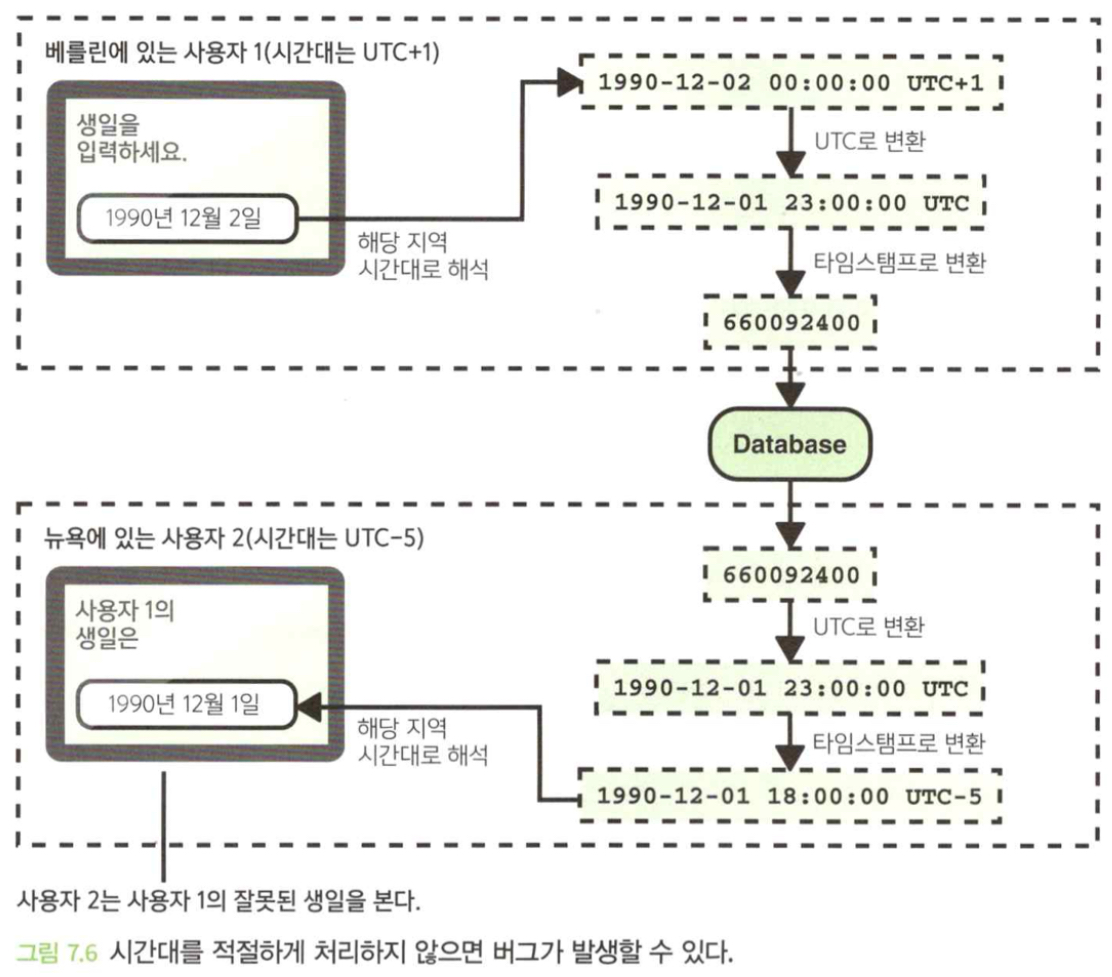 베를린에 있는 사용자 1(시간대는 UTC+1)
생일을
입력하세요.
1990년 12월 2일
해당 지역
시간대로 해석
1990-12-02 00:00:00 UTC+1
UTC로 변환
1990-12-01 23:00:00 UTC
타임스탬프로 변환
660092400
Database
뉴욕에 있는 사용자 2(시간대는 UTC-5)
660092400
UTC로 변환
1990-12-01 23:00:00 UTC
타임스탬프로 변환
1990-12-01 18:00:00 UTC-5
해당 지역
시간대로 해석
사용자 1의
생일은
1990년 12월 1일
사용자 2는 사용자 1의 잘못된 생일을 본다.
그림 7.6 시간대를 적절하게 처리하지 않으면 버그가 발생할 수 있다.